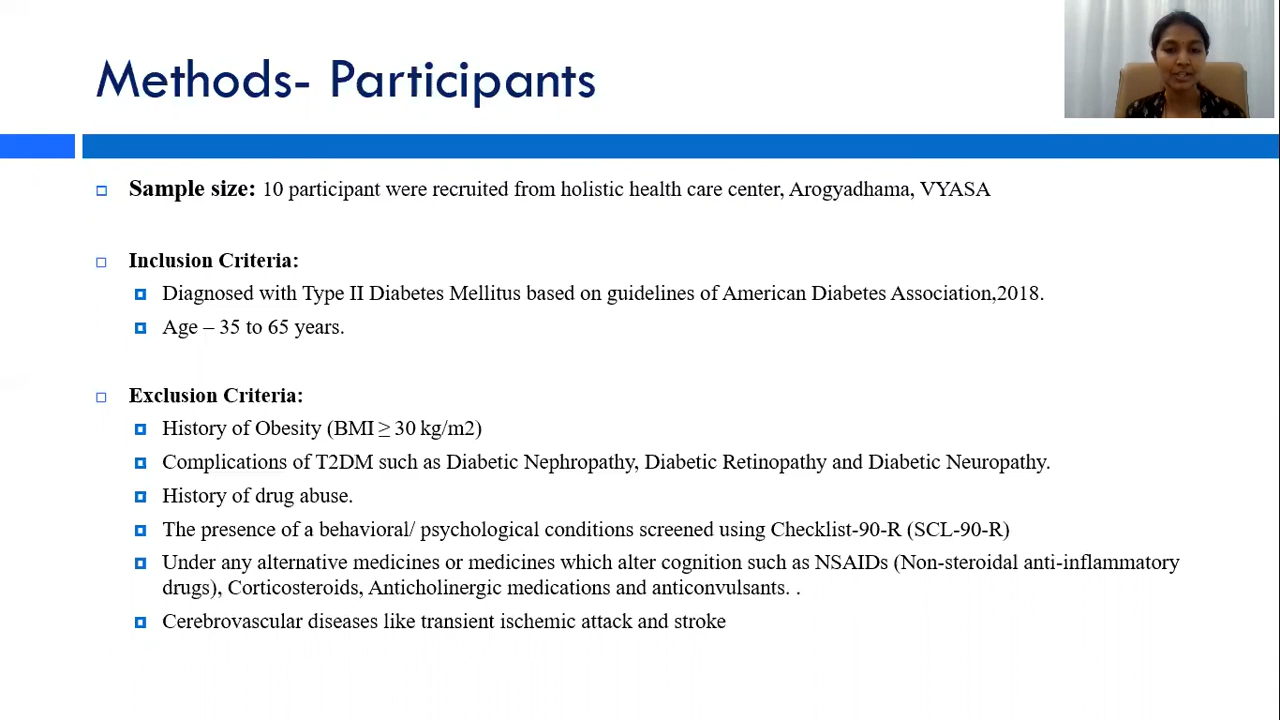 Methods- Participants
Sample size: 10 participant were recruited from holistic health care center, Arogyadhama, VYASA
Inclusion Criteria:
Diagnosed with Type II Diabetes Mellitus based on guidelines of American Diabetes Association,2018.
Age – 35 to 65 years.
Exclusion Criteria:
History of Obesity (BMI ≥ 30 kg/m2)
Complications of T2DM such as Diabetic Nephropathy, Diabetic Retinopathy and Diabetic Neuropathy.
History of drug abuse.
The presence of a behavioral/ psychological conditions screened using Checklist-90-R (SCL-90-R)
Under any alternative medicines or medicines which alter cognition such as NSAIDs (Non-steroidal anti-inflammatory
drugs), Corticosteroids, Anticholinergic medications and anticonvulsants. .
Cerebrovascular diseases like transient ischemic attack and stroke